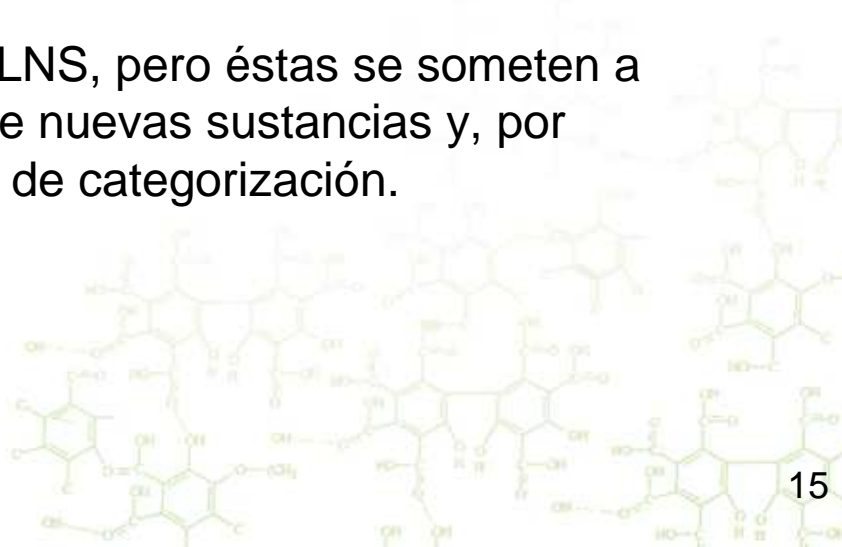 LNS, pero éstas se someten a
e nuevas sustancias y, por
de categorización.
15